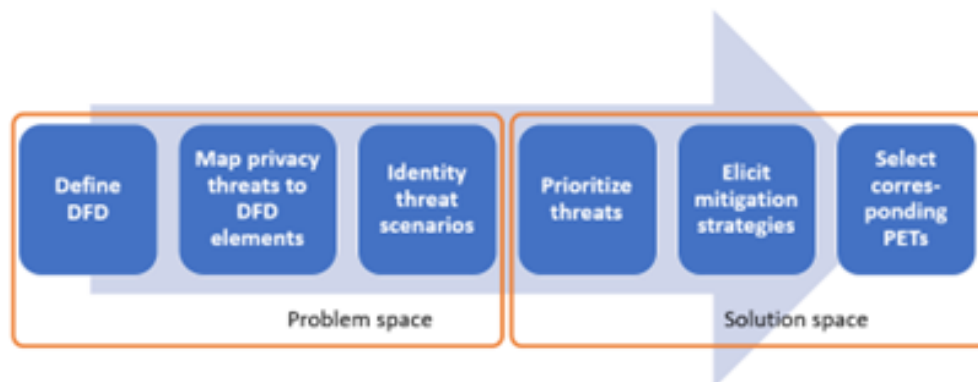 Define
DFD
Map privacy
threats to
DFD
elements
Identity
threat
scenarios
Prioritize
threats
Elicit
mitigation
strategies
Select
corres-
ponding
PETs
Problem space
Solution space